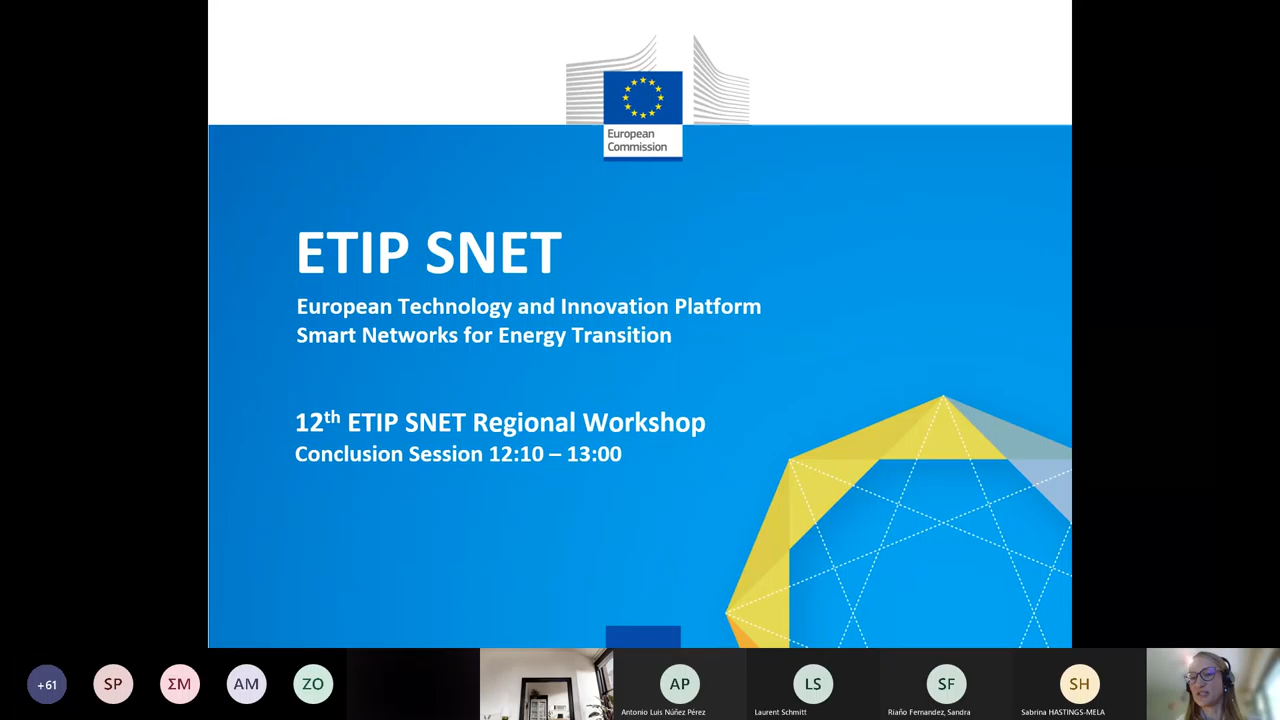 European
Commission
ETIP SNET
European Technology and Innovation Platform
Smart Networks for Energy Transition
12th ETIP SNET Regional Workshop
Conclusion Session 12:10 – 13:00
+61
SP
ΣM
AM
ZO
AP
LS
SF
SH
Antonio Luis Núñez Pérez
Laurent Schmitt
Riaño Fernandez, Sandra
Sabrina HASTINGS-MELA